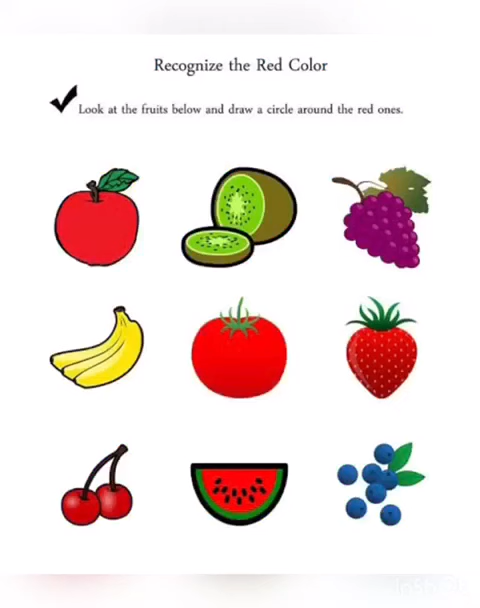 Recognize the Red Color
Look at the fruits below and draw a circle around the red ones.